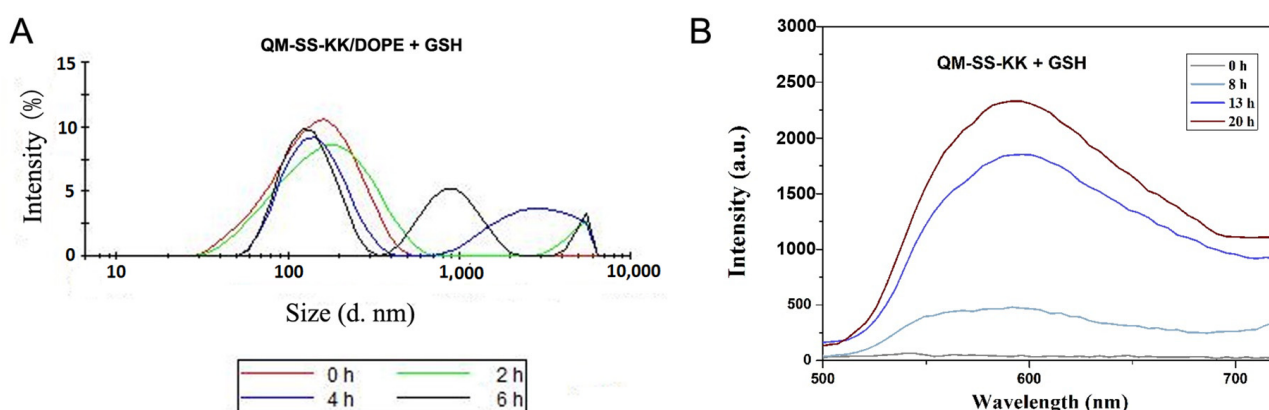 A
QM-SS-KK/DOPE + GSH
15
10
5
0
Intensity (%)
10
100
1,000
10,000
Size (d. nm)
0 h
2 h
4 h
6 h
B
3000
2500
2000
1500
1000
500
0
Intensity (a.u.)
QM-SS-KK + GSH
0 h
8 h
13 h
20 h
500
600
700
Wavelength (nm)